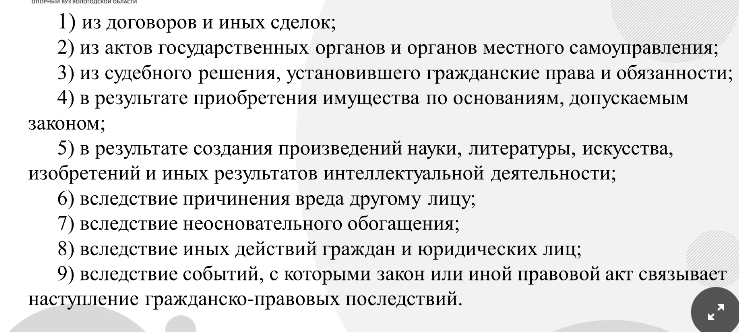 ОПОРНЫЙ ВУЗ ВОЛОГОДСКОЙ ОБЛАСТИ
1) из договоров и иных сделок;
2) из актов государственных органов и органов местного самоуправления;
3) из судебного решения, установившего гражданские права и обязанности;
4) в результате приобретения имущества по основаниям, допускаемым
законом;
5) в результате создания произведений науки, литературы, искусства,
изобретений и иных результатов интеллектуальной деятельности;
6) вследствие причинения вреда другому лицу;
7) вследствие неосновательного обогащения;
8) вследствие иных действий граждан и юридических лиц;
9) вследствие событий, с которыми закон или иной правовой акт связывает
наступление гражданско-правовых последствий.